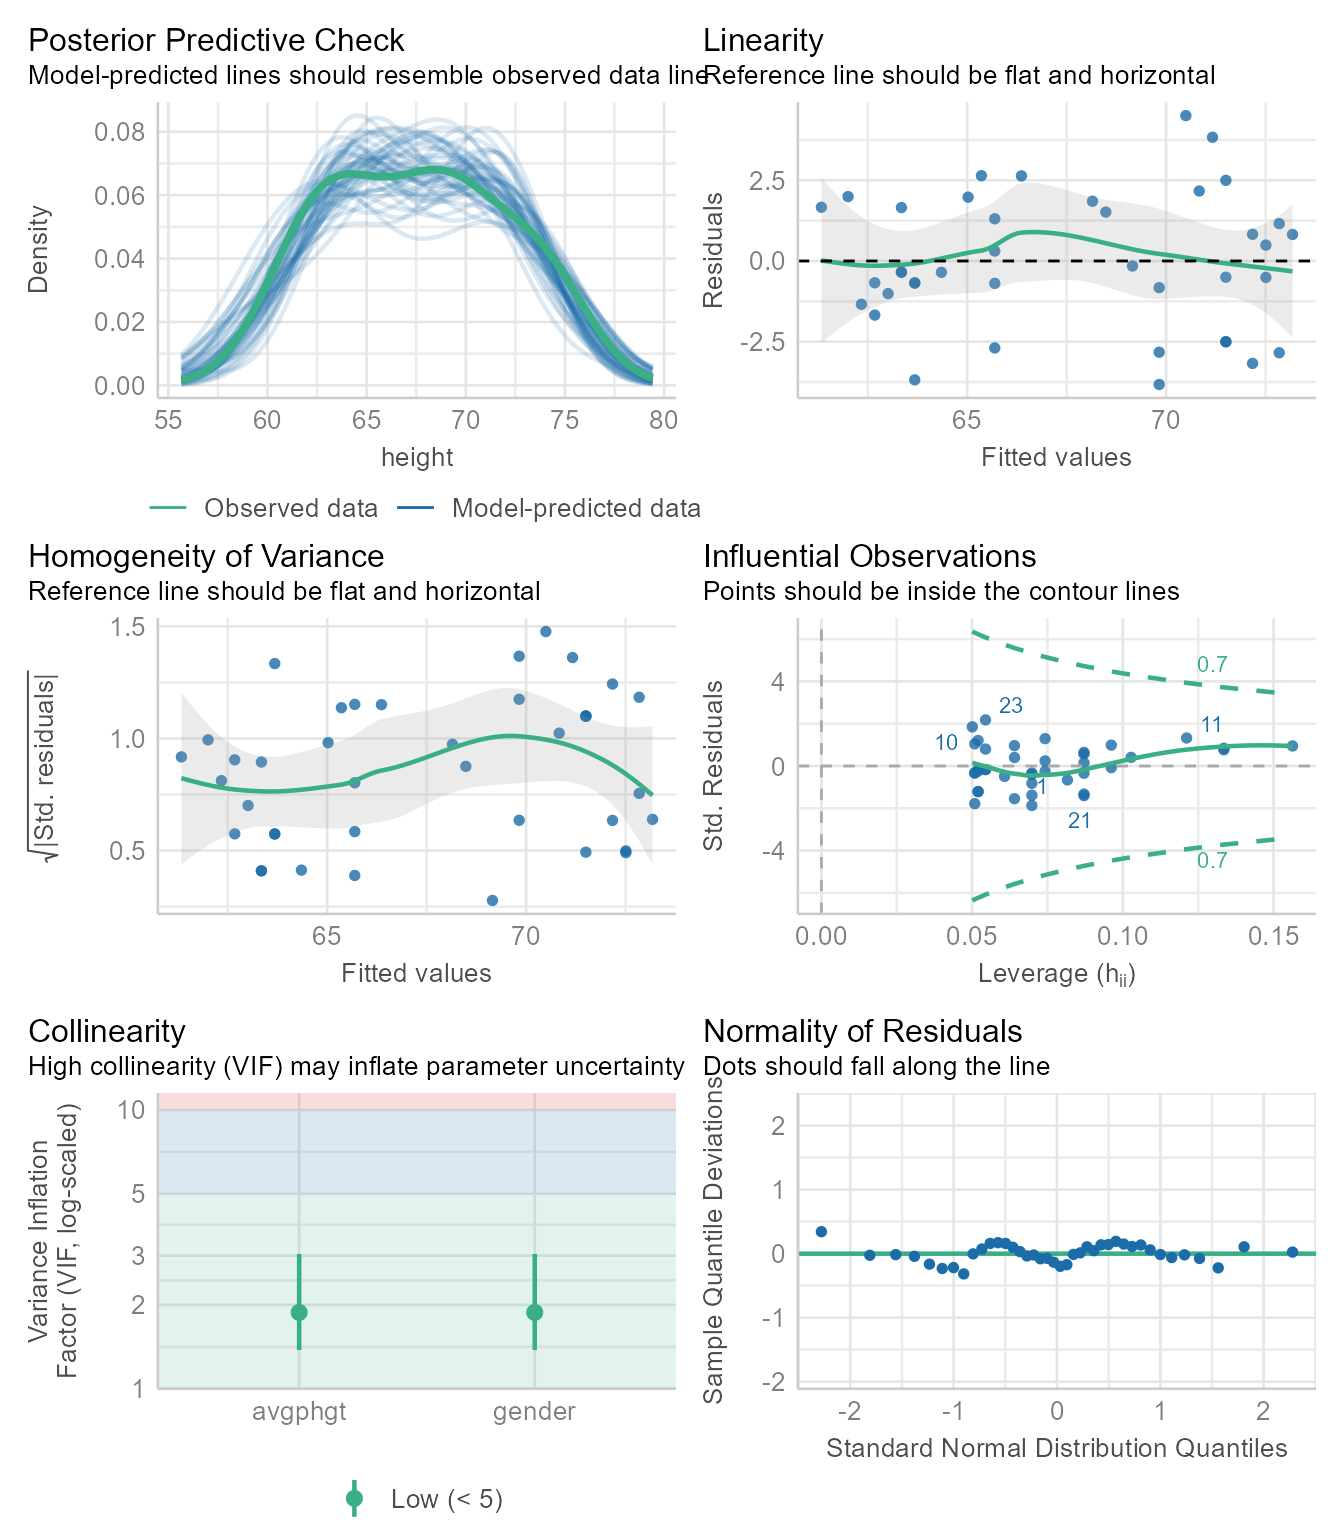 Posterior Predictive Check
Model-predicted lines should resemble observed data line
Density
0.08
0.06
0.04
0.02
0.00
55 60 65 70 75 80
height
Observed data Model-predicted data
Linearity
Reference line should be flat and horizontal
Residuals
2.5
0.0
-2.5
65 70
Fitted values
Homogeneity of Variance
Reference line should be flat and horizontal
√|Std. residuals|
1.5
1.0
0.5
65 70
Fitted values
Influential Observations
Points should be inside the contour lines
Std. Residuals
4
0
-4
0.7
23
11
10
1
21
0.7
0.00 0.05 0.10 0.15
Leverage (hii)
Collinearity
High collinearity (VIF) may inflate parameter uncertainty
Variance Inflation
Factor (VIF, log-scaled)
10
5
3
2
1
avgphgt gender
Low (< 5)
Normality of Residuals
Dots should fall along the line
Sample Quantile Deviations
2
1
0
-1
-2
-2 -1 0 1 2
Standard Normal Distribution Quantiles